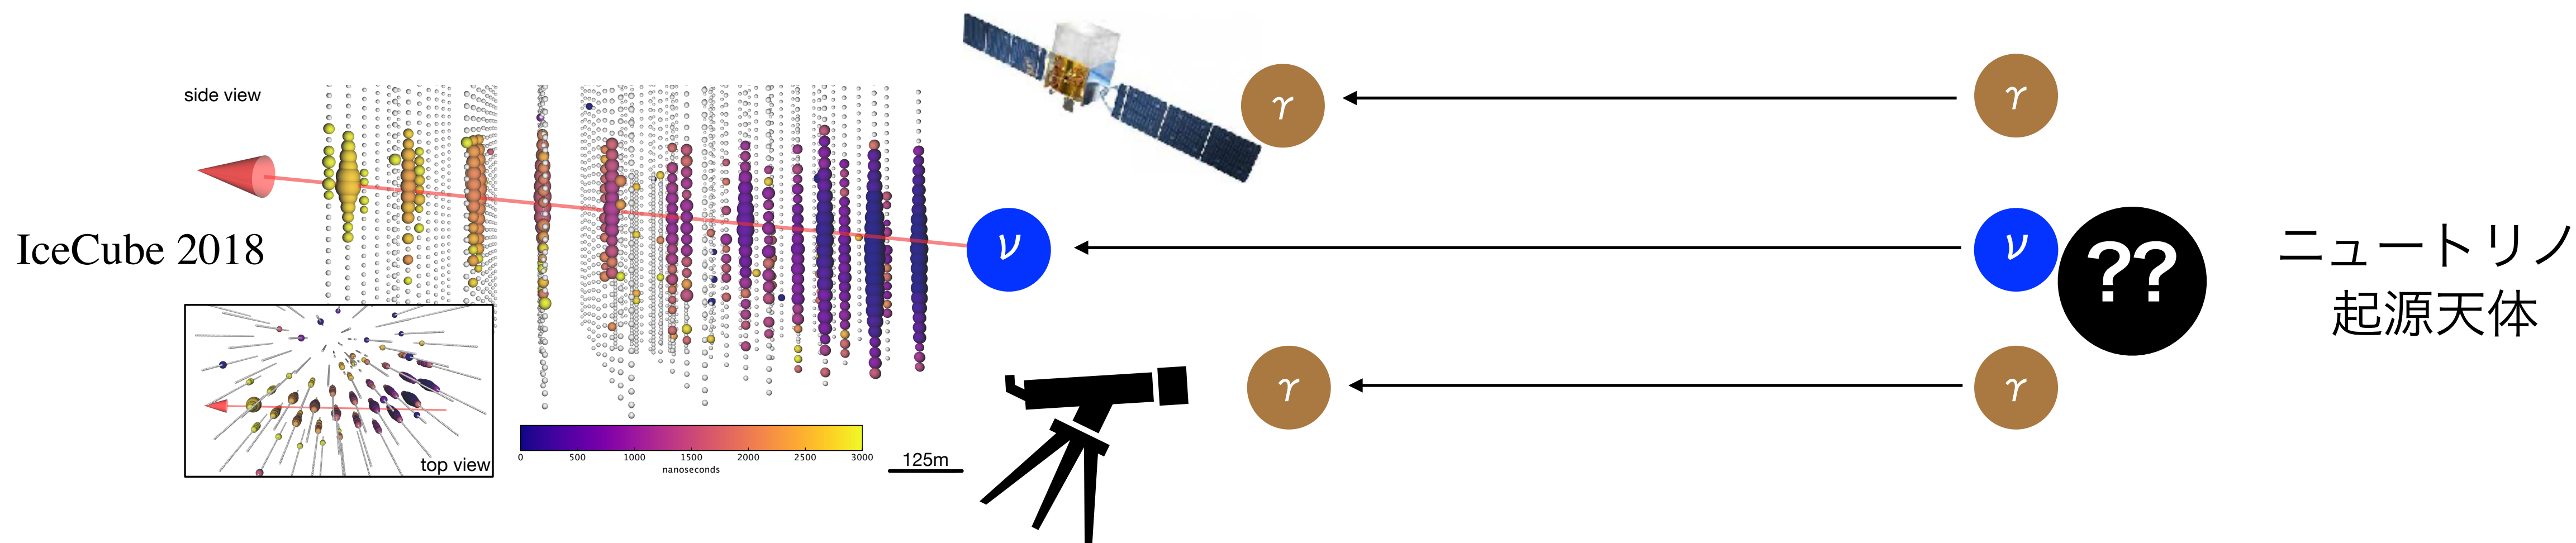 side view
γ
γ
IceCube 2018
ν
ν
??
ニュートリノ
起源天体
γ
γ
top view
0 500 1000 1500 2000 2500 3000
nanoseconds
125m